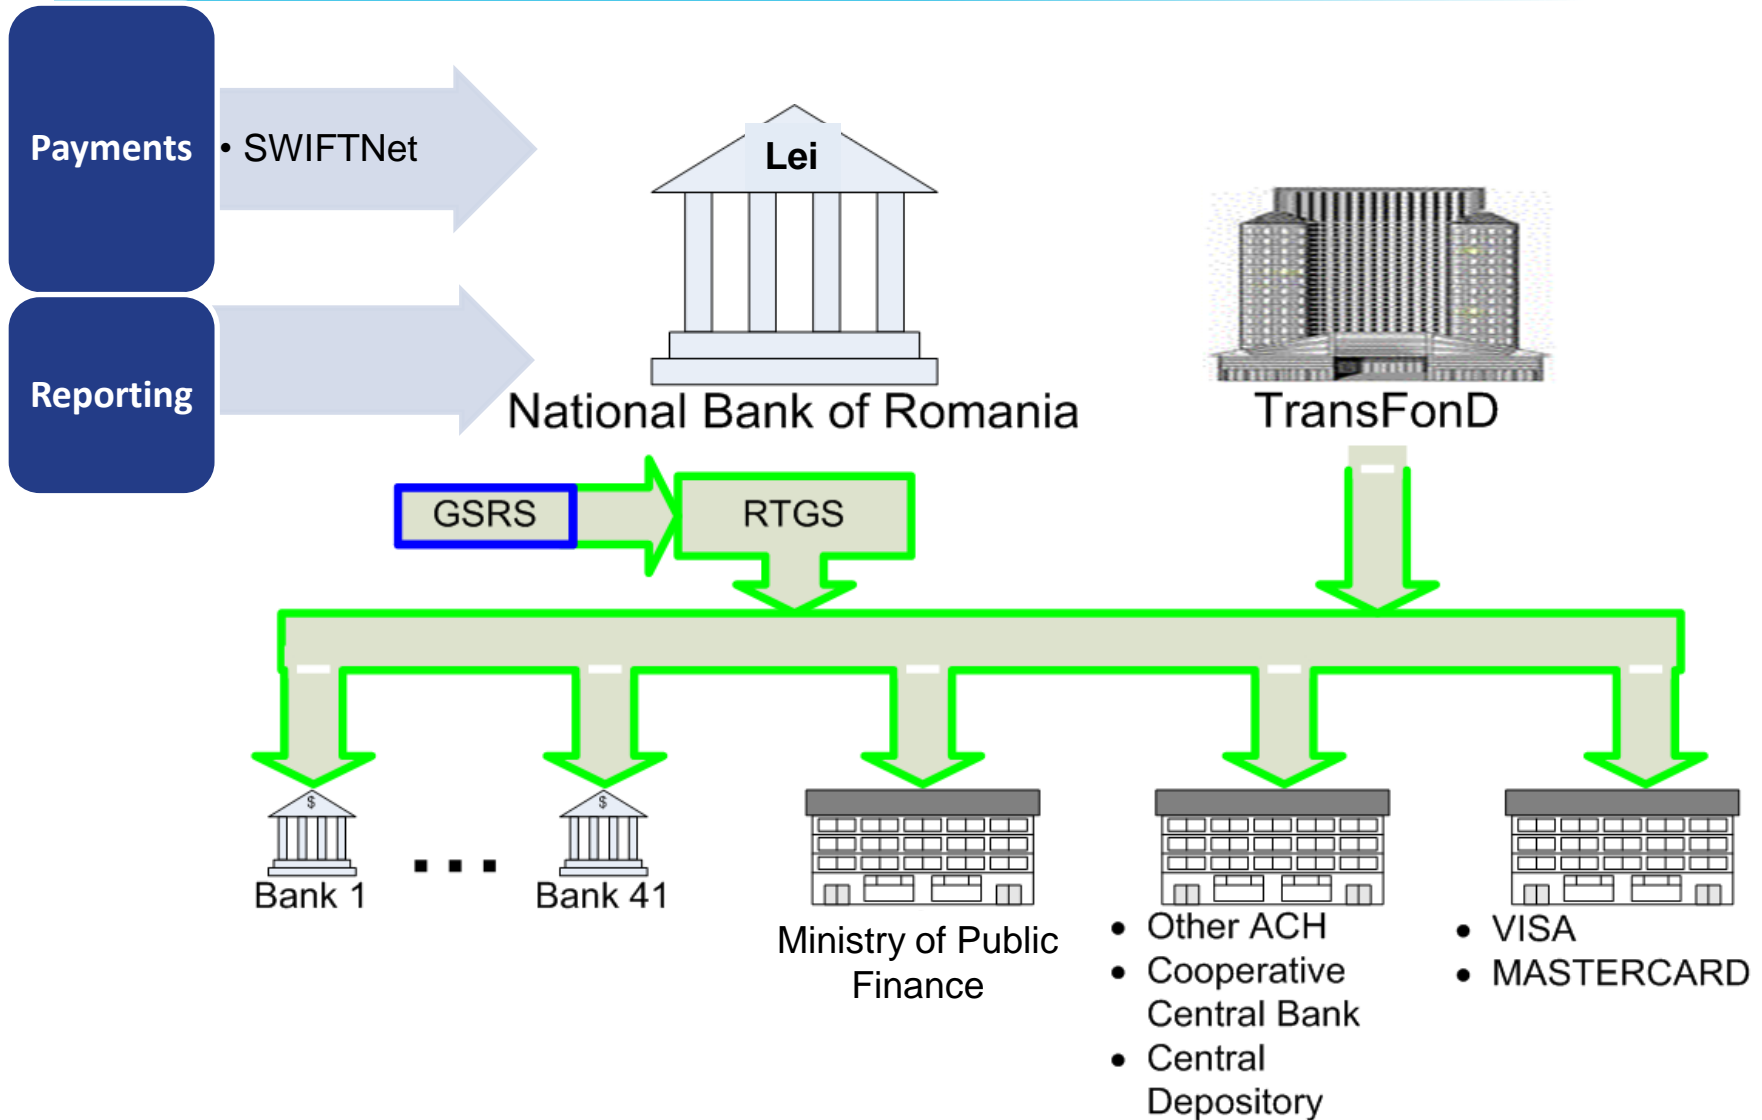 Payments
• SWIFTNet
Reporting
Lei
National Bank of Romania
TransFonD
GSRS
RTGS
$
$
Bank 1
...
Bank 41
Ministry of Public
Finance
• Other ACH
• Cooperative
Central Bank
• Central
Depository
• VISA
• MASTERCARD